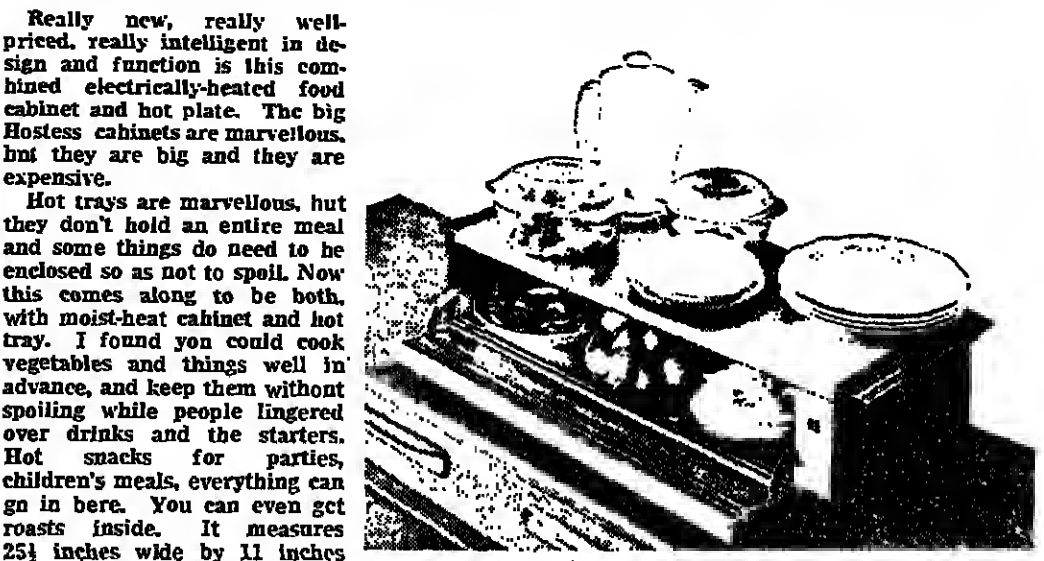 Really new, really well-
priced, really intelligent in de-
sign and function is this com-
bined electrically-heated food
cabinet and hot plate. The big
Hostess cabinets are marvellous,
but they are big and they are
expensive.
Hot trays are marvellous, but
they don't hold an entire meal
and some things do need to be
enclosed so as not to spoil. Now
this comes along to be both,
with moist-heat cabinet and hot
tray. I found you could cook
vegetables and things well in
advance, and keep them without
spoiling while people lingered
over drinks and the starters.
Hot snacks for parties,
children's meals, everything can
go in here. You can even get
roasts inside. It measures
25½ inches wide by 11 inches